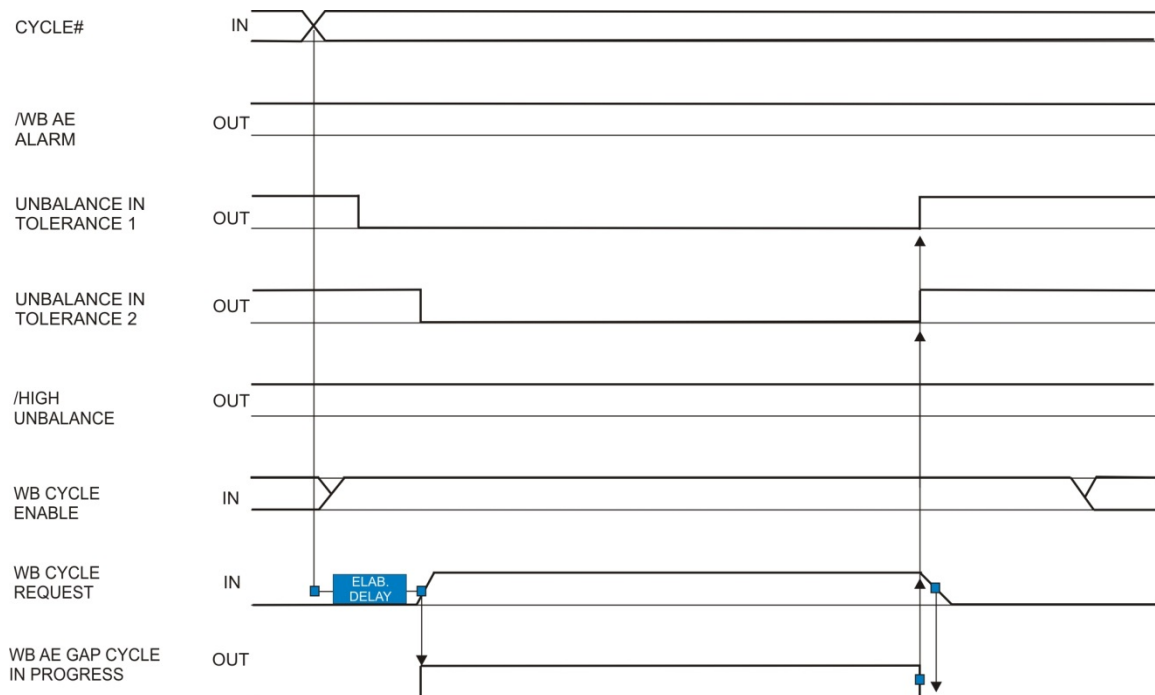 CYCLE# IN
/WB AE
ALARM
OUT
UNBALANCE IN
TOLERANCE 1
OUT
UNBALANCE IN
TOLERANCE 2
OUT
/HIGH
UNBALANCE
OUT
WB CYCLE
ENABLE
IN
WB CYCLE
REQUEST
IN
ELAB.
DELAY
WB AE GAP CYCLE
IN PROGRESS
OUT